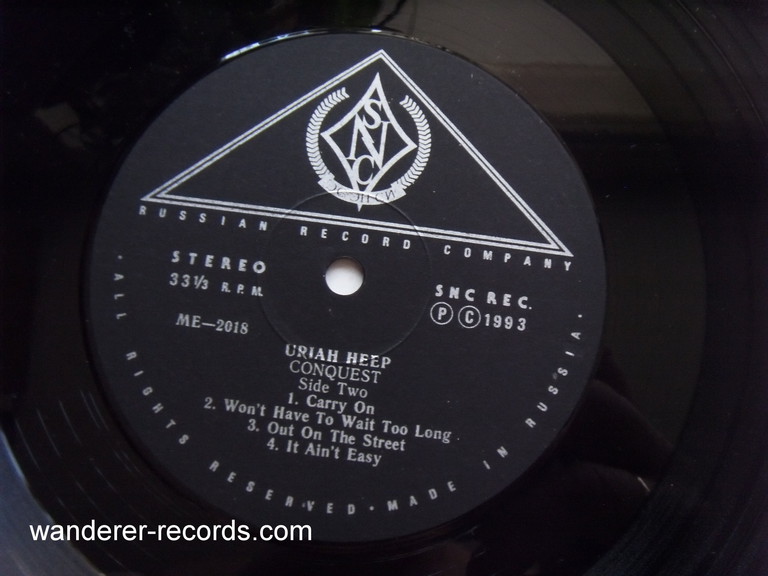 SNC
RUSSIAN RECORD COMPANY
STEREO
33⅓ R.P.M.
SNC REC.
Ⓟ Ⓒ 1993
ME—2018
URIAH HEEP
CONQUEST
Side Two
1. Carry On
2. Won't Have To Wait Too Long
3. Out On The Street
4. It Ain't Easy
· ALL RIGHTS RESERVED · MADE IN RUSSIA ·
wanderer-records.com